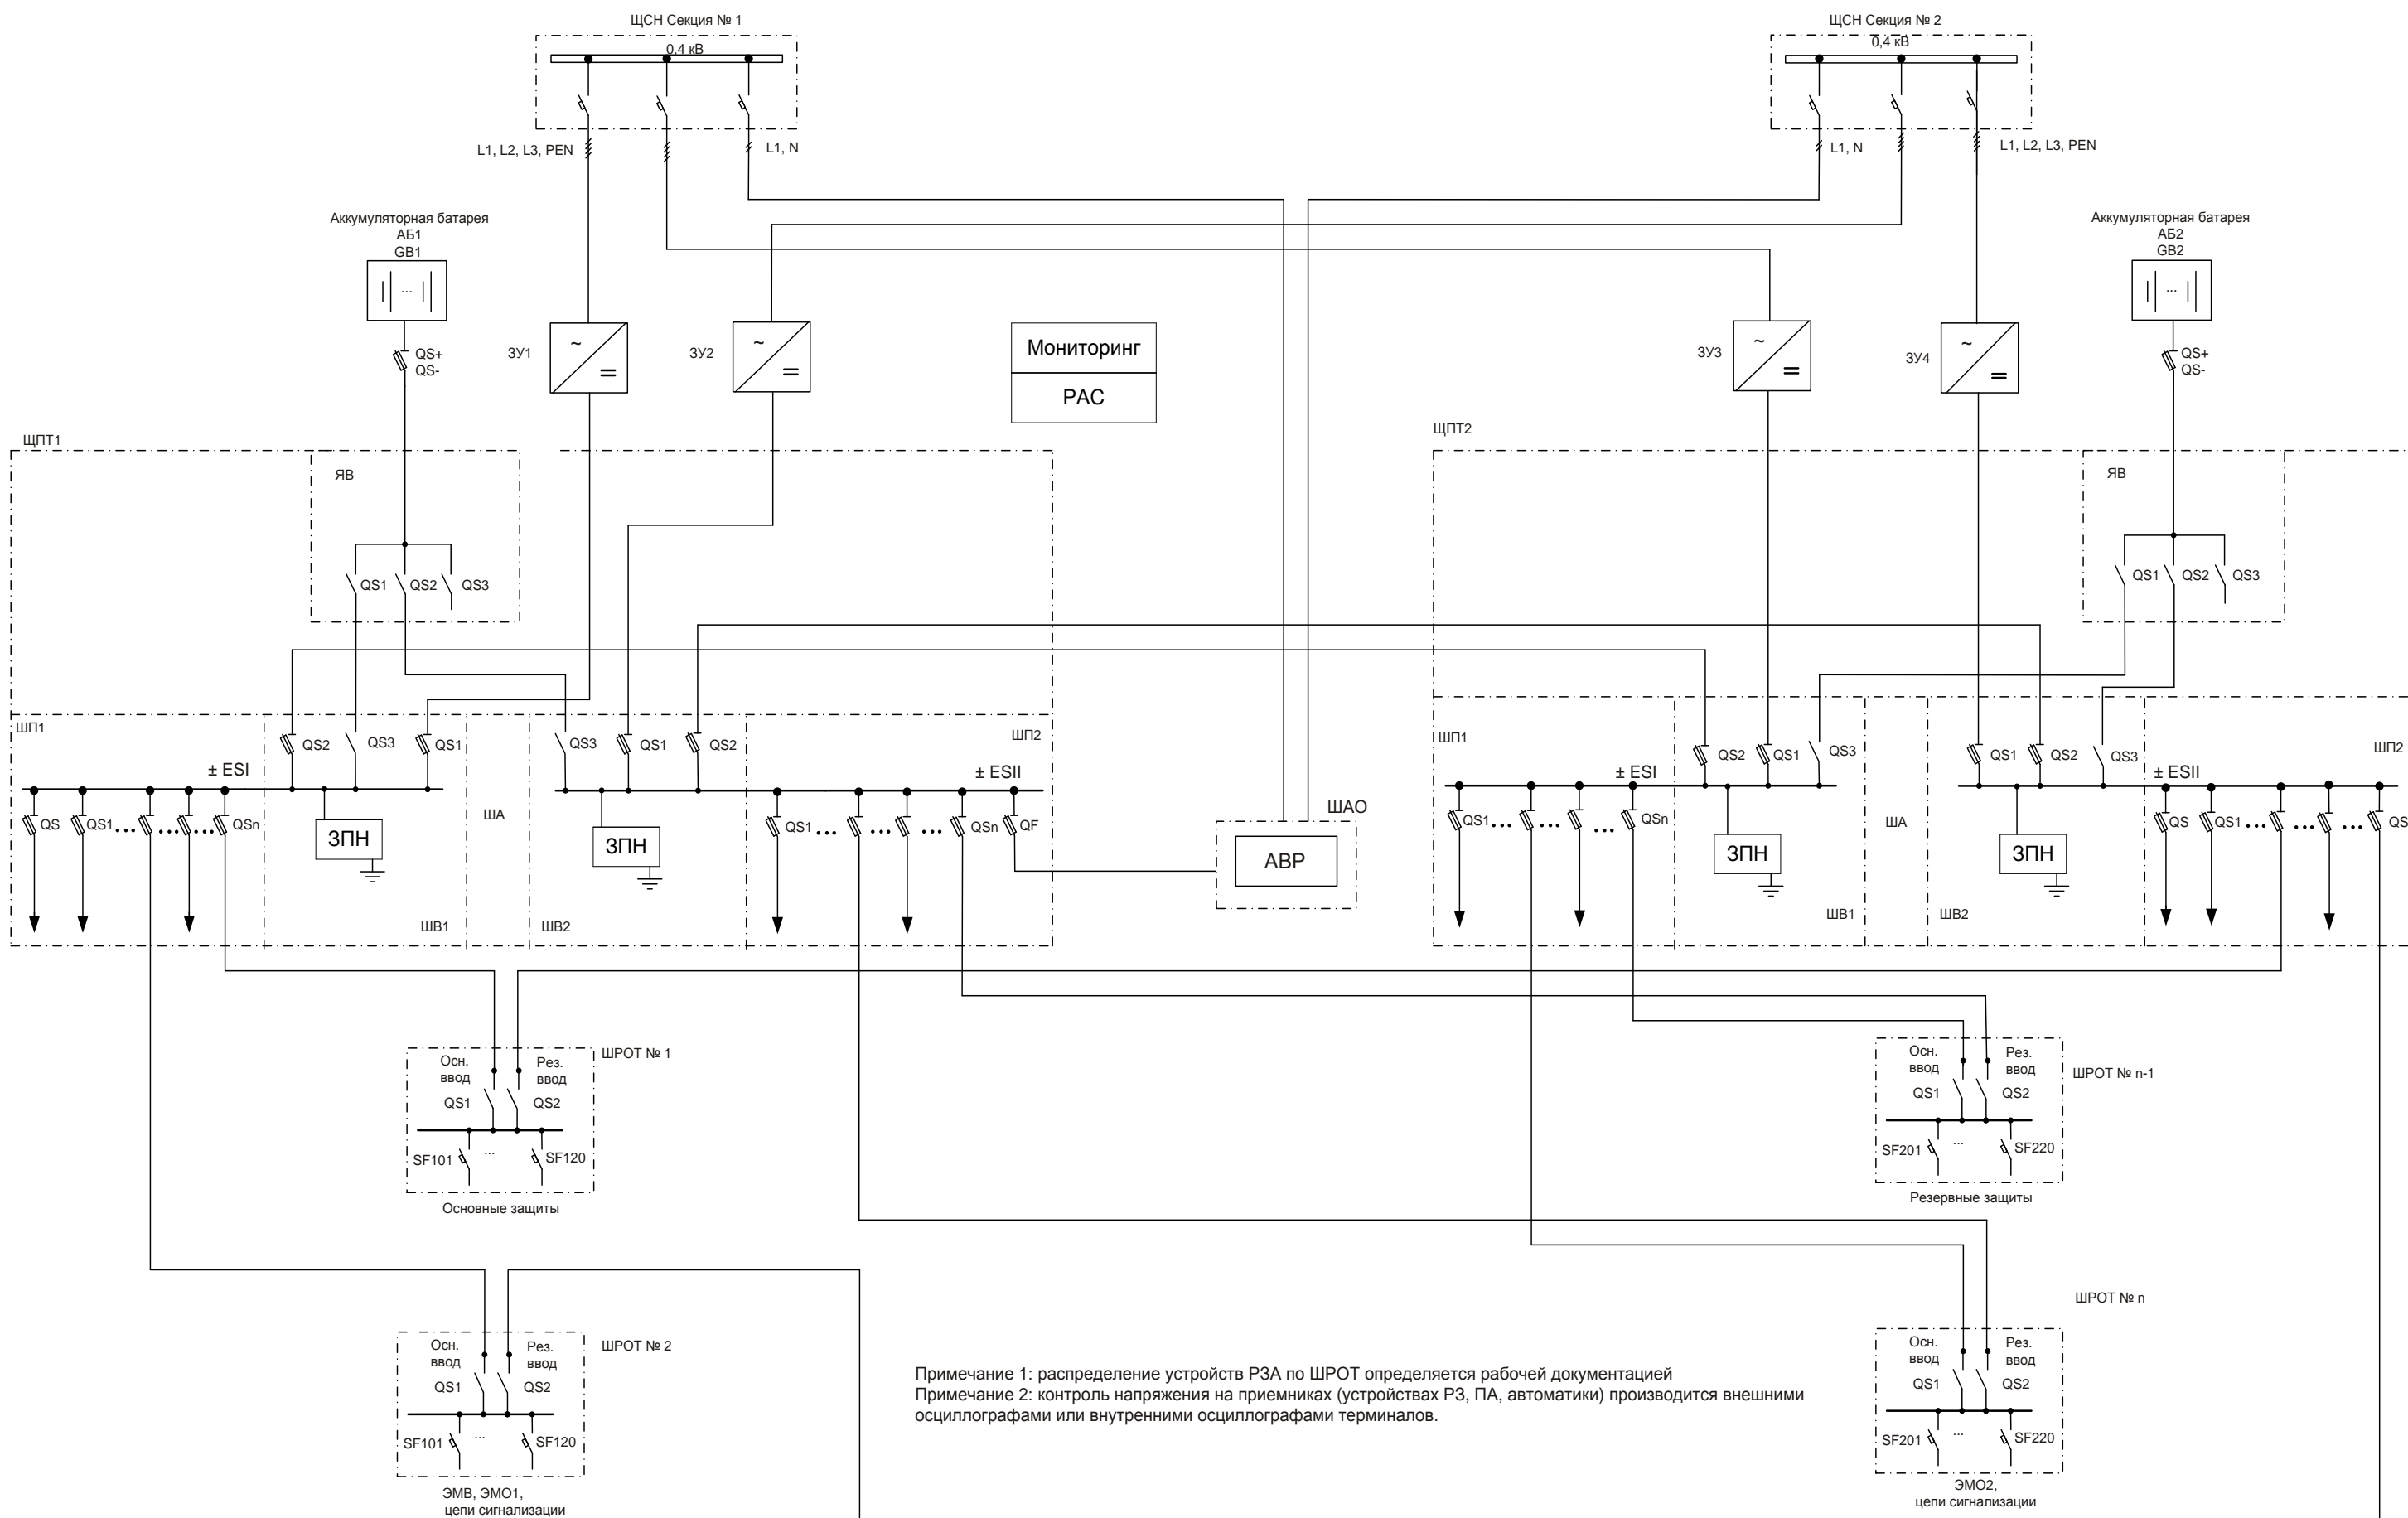 ЩСН Секция № 1
ЩСН Секция № 2
0,4 кВ
0,4 кВ
L1, L2, L3, PEN
L1, N
L1, N
L1, L2, L3, PEN
Аккумуляторная батарея
АБ1
GB1
Аккумуляторная батарея
АБ2
GB2
...
...
QS+
QS-
ЗУ1
~
=
ЗУ2
~
=
Мониторинг
РАС
ЗУ3
~
=
ЗУ4
~
=
QS+
QS-
ЩПТ1
ЯВ
ЩПТ2
ЯВ
QS1
QS2
QS3
QS1
QS2
QS3
ШП1
QS2
QS3
QS1
QS3
QS1
QS2
ШП2
ШП1
QS2
QS1
QS3
QS1
QS2
QS3
ШП2
± ESI
± ESII
± ESI
± ESII
QS
QS1
...
...
...
QSn
ЗПН
ША
ЗПН
QS1
...
...
...
QSn
QF
ШАО
АВР
QS1
...
...
QSn
ЗПН
ША
ЗПН
QS
QS1
...
...
...
QS
ШВ1
ШВ2
ШВ1
ШВ2
ШРОТ № 1
Осн.
ввод
Рез.
ввод
QS1
QS2
SF101
...
SF120
Основные защиты
ШРОТ № n-1
Осн.
ввод
Рез.
ввод
QS1
QS2
SF201
...
SF220
Резервные защиты
ШРОТ № 2
Осн.
ввод
Рез.
ввод
QS1
QS2
SF101
...
SF120
ЭМВ, ЭМО1,
цепи сигнализации
Примечание 1: распределение устройств РЗА по ШРОТ определяется рабочей документацией
Примечание 2: контроль напряжения на приемниках (устройствах РЗ, ПА, автоматики) производится внешними
осциллографами или внутренними осциллографами терминалов.
ШРОТ № n
Осн.
ввод
Рез.
ввод
QS1
QS2
SF201
...
SF220
ЭМО2,
цепи сигнализации